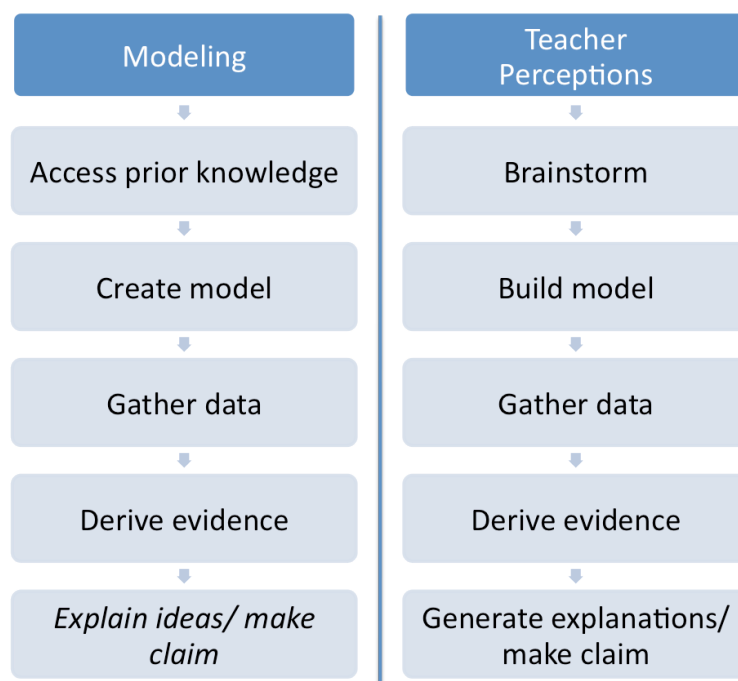 Modeling
Access prior knowledge
Create model
Gather data
Derive evidence
Explain ideas/ make
claim
Teacher
Perceptions
Brainstorm
Build model
Gather data
Derive evidence
Generate explanations/
make claim